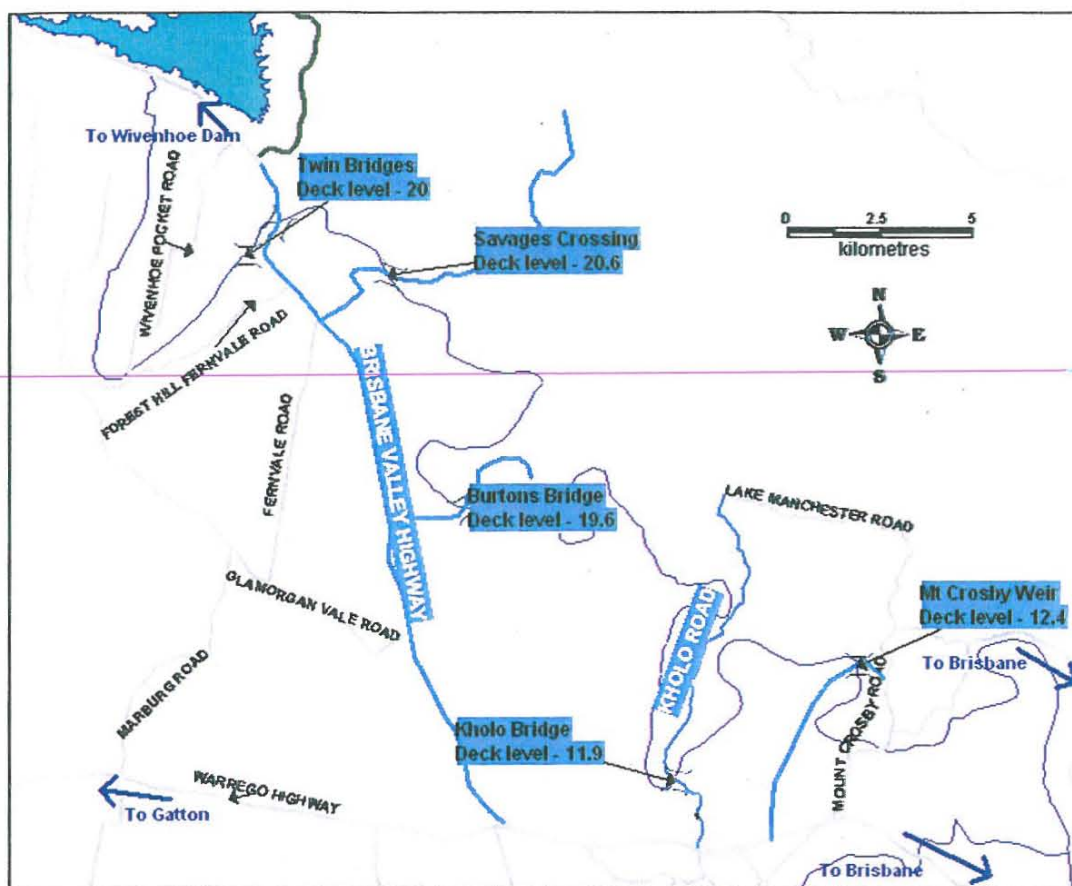 To Wivenhoe Dam
Twin Bridges
Deck level - 20
WIVENHOE POCKET ROAD
Savages Crossing
Deck level - 20.6
0 2.5 5
kilometres
N
W E
S
FOREST HILL FERNVALE ROAD
BRISBANE VALLEY HIGHWAY
FERNVALE ROAD
Burtons Bridge
Deck level - 19.6
LAKE MANCHESTER ROAD
GLAMORGAN VALE ROAD
KHOLO ROAD
Mt Crosby Weir
Deck level - 12.4
To Brisbane
MARBURG ROAD
Kholo Bridge
Deck level - 11.9
MOUNT CROSBY ROAD
WARREGO HIGHWAY
To Gatton
To Brisbane